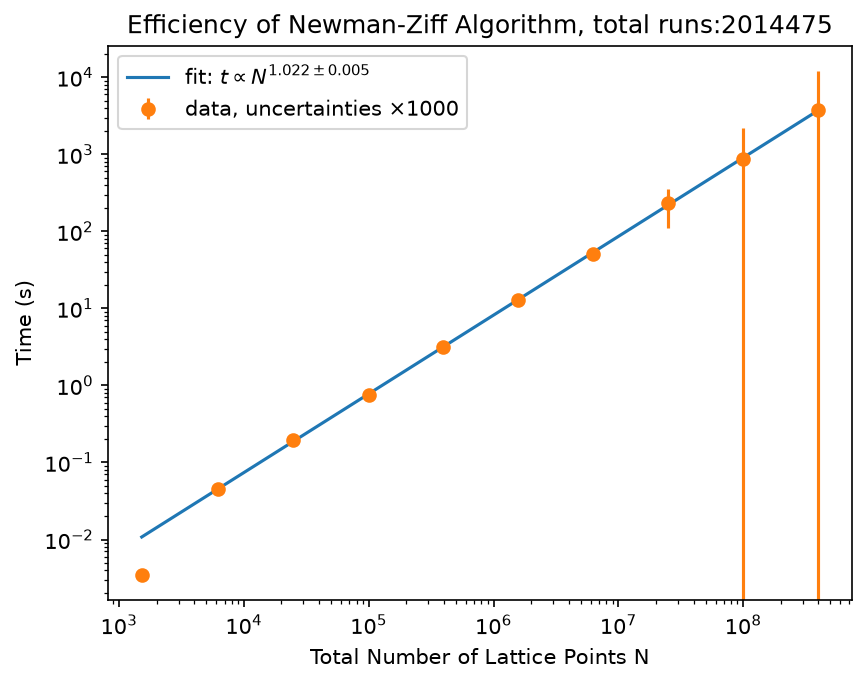 Efficiency of Newman-Ziff Algorithm, total runs:2014475
fit: t ∝ N^1.022±0.005
data, uncertainties ×1000
Time (s)
10^4
10^3
10^2
10^1
10^0
10^−1
10^−2
10^3 10^4 10^5 10^6 10^7 10^8
Total Number of Lattice Points N